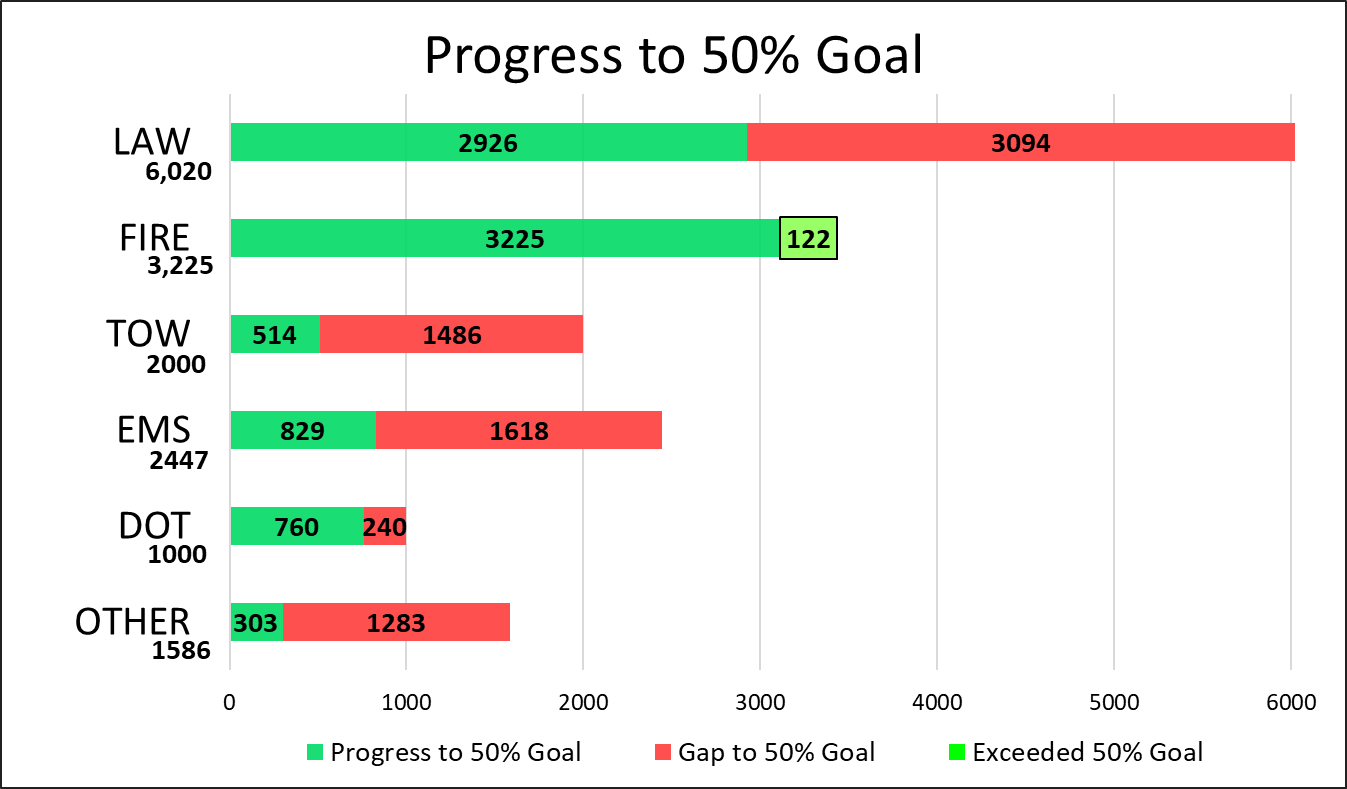 Progress to 50% Goal
LAW
6,020
2926
3094
FIRE
3,225
3225
122
TOW
2000
514
1486
EMS
2447
829
1618
DOT
1000
760
240
OTHER
1586
303
1283
0 1000 2000 3000 4000 5000 6000
Progress to 50% Goal Gap to 50% Goal Exceeded 50% Goal